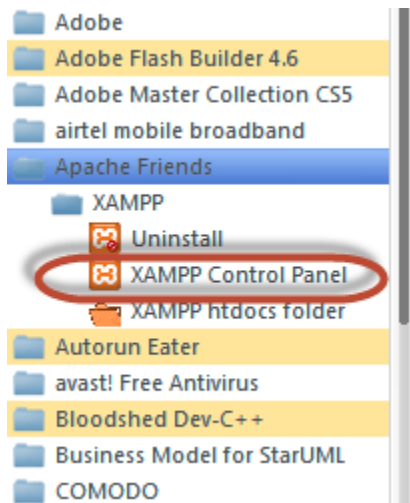 Adobe
Adobe Flash Builder 4.6
Adobe Master Collection CS5
airtel mobile broadband
Apache Friends
XAMPP
Uninstall
XAMPP Control Panel
XAMPP htdocs folder
Autorun Eater
avast! Free Antivirus
Bloodshed Dev-C++
Business Model for StarUML
COMODO